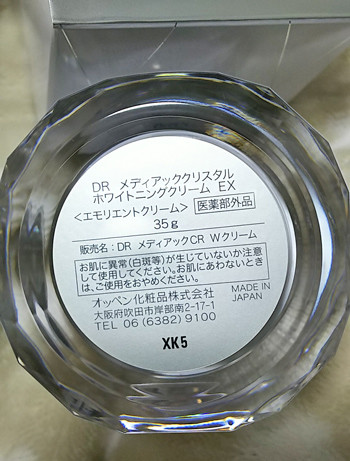 DR メディアッククリスタル
ホワイトニングクリーム EX
<エモリエントクリーム> 医薬部外品
35g
販売名:DR メディアックCR Wクリーム
お肌に異常(白斑等)が生じていないか注意
して使用してください。お肌にあわないとき
は、ご使用をおやめください。
オッペン化粧品株式会社
大阪府吹田市岸部南2-17-1
TEL 06(6382)9100
MADE IN
JAPAN
XK5